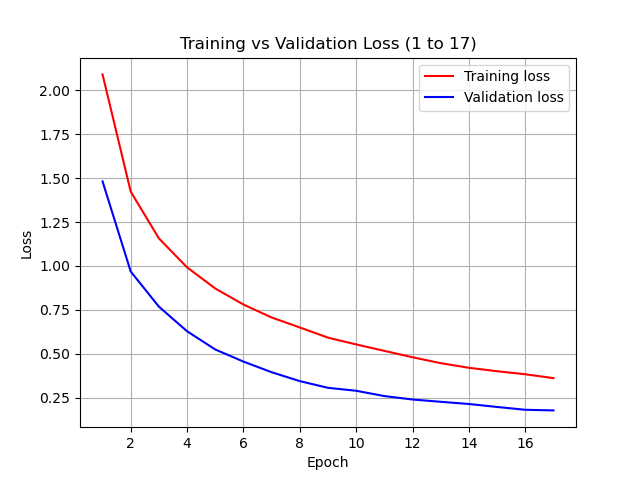 Training vs Validation Loss (1 to 17)
Training loss
Validation loss
2.00
1.75
1.50
1.25
1.00
0.75
0.50
0.25
Loss
2 4 6 8 10 12 14 16
Epoch